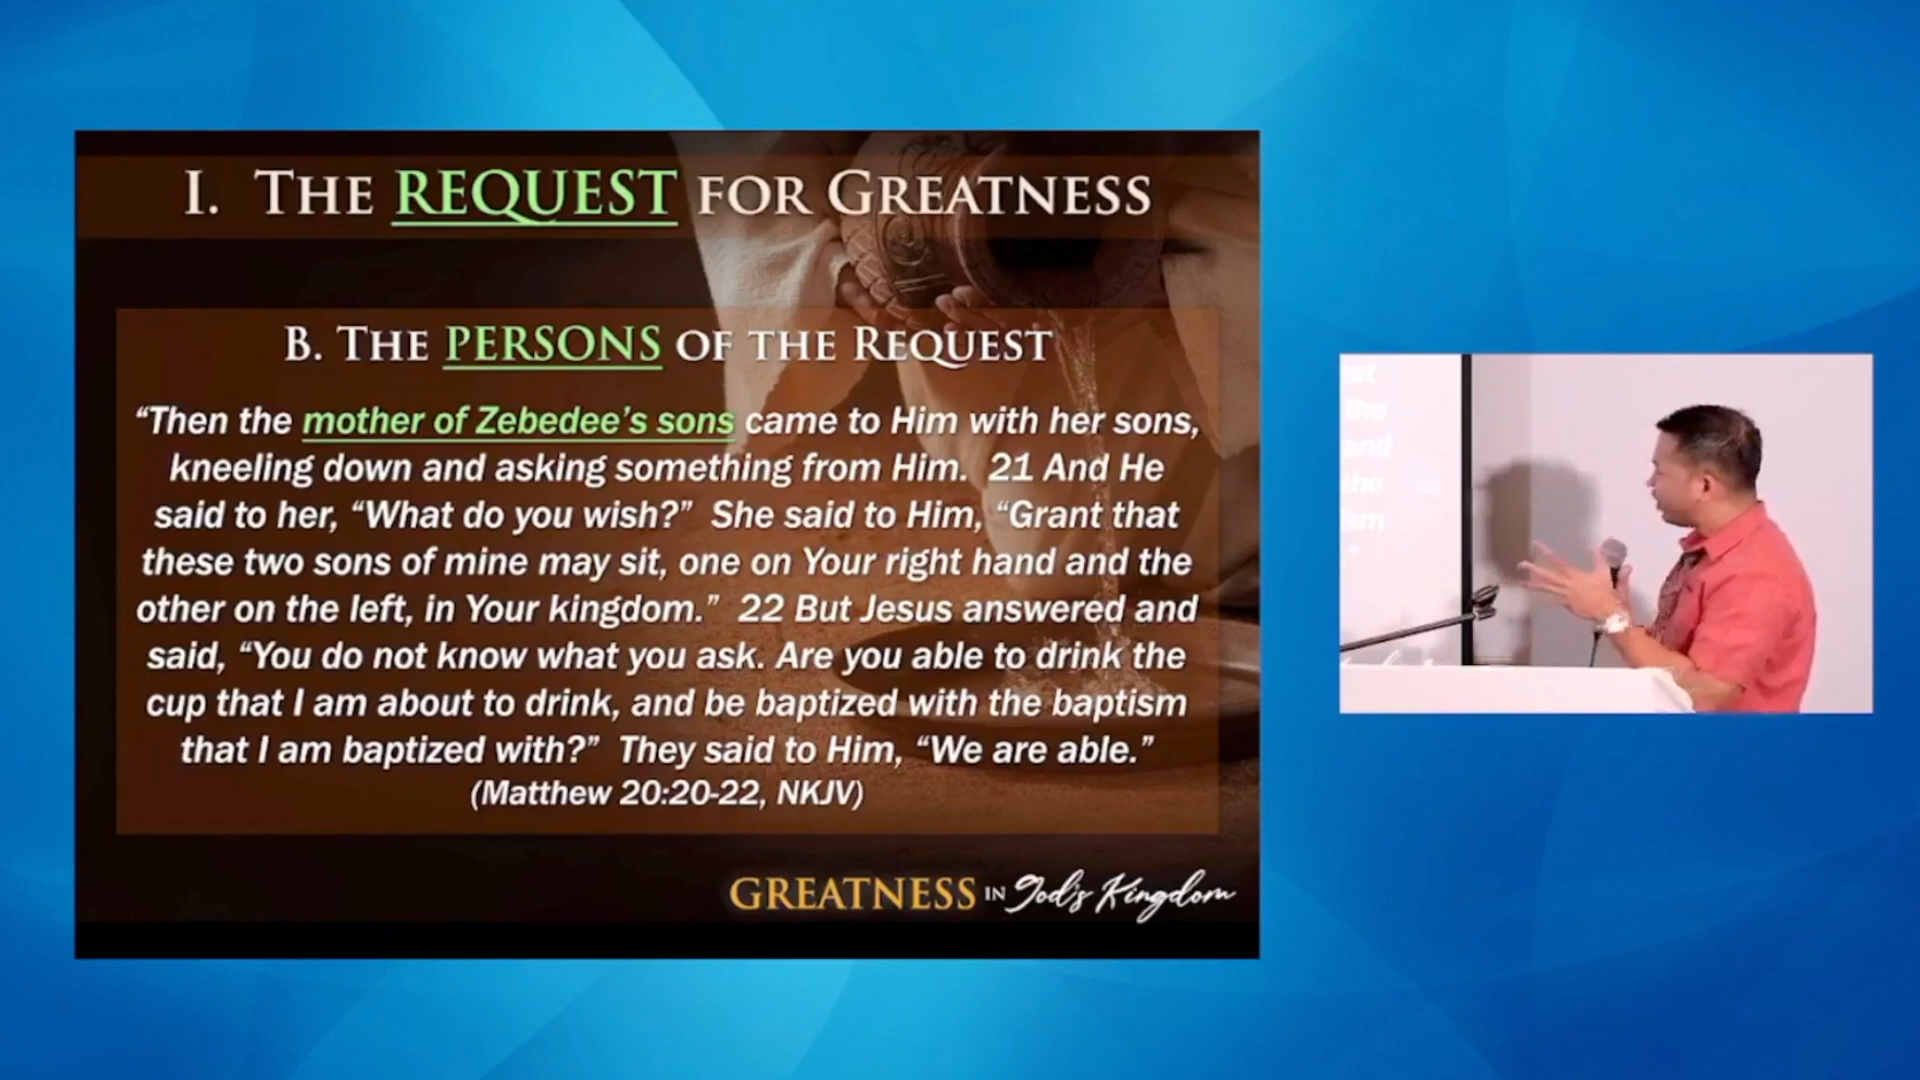 I. THE REQUEST FOR GREATNESS
B. THE PERSONS OF THE REQUEST
“Then the mother of Zebedee’s sons came to Him with her sons,
kneeling down and asking something from Him. 21 And He
said to her, “What do you wish?” She said to Him, “Grant that
these two sons of mine may sit, one on Your right hand and the
other on the left, in Your kingdom.” 22 But Jesus answered and
said, “You do not know what you ask. Are you able to drink the
cup that I am about to drink, and be baptized with the baptism
that I am baptized with?” They said to Him, “We are able.”
(Matthew 20:20-22, NKJV)
GREATNESS IN God's Kingdom
the
and
the